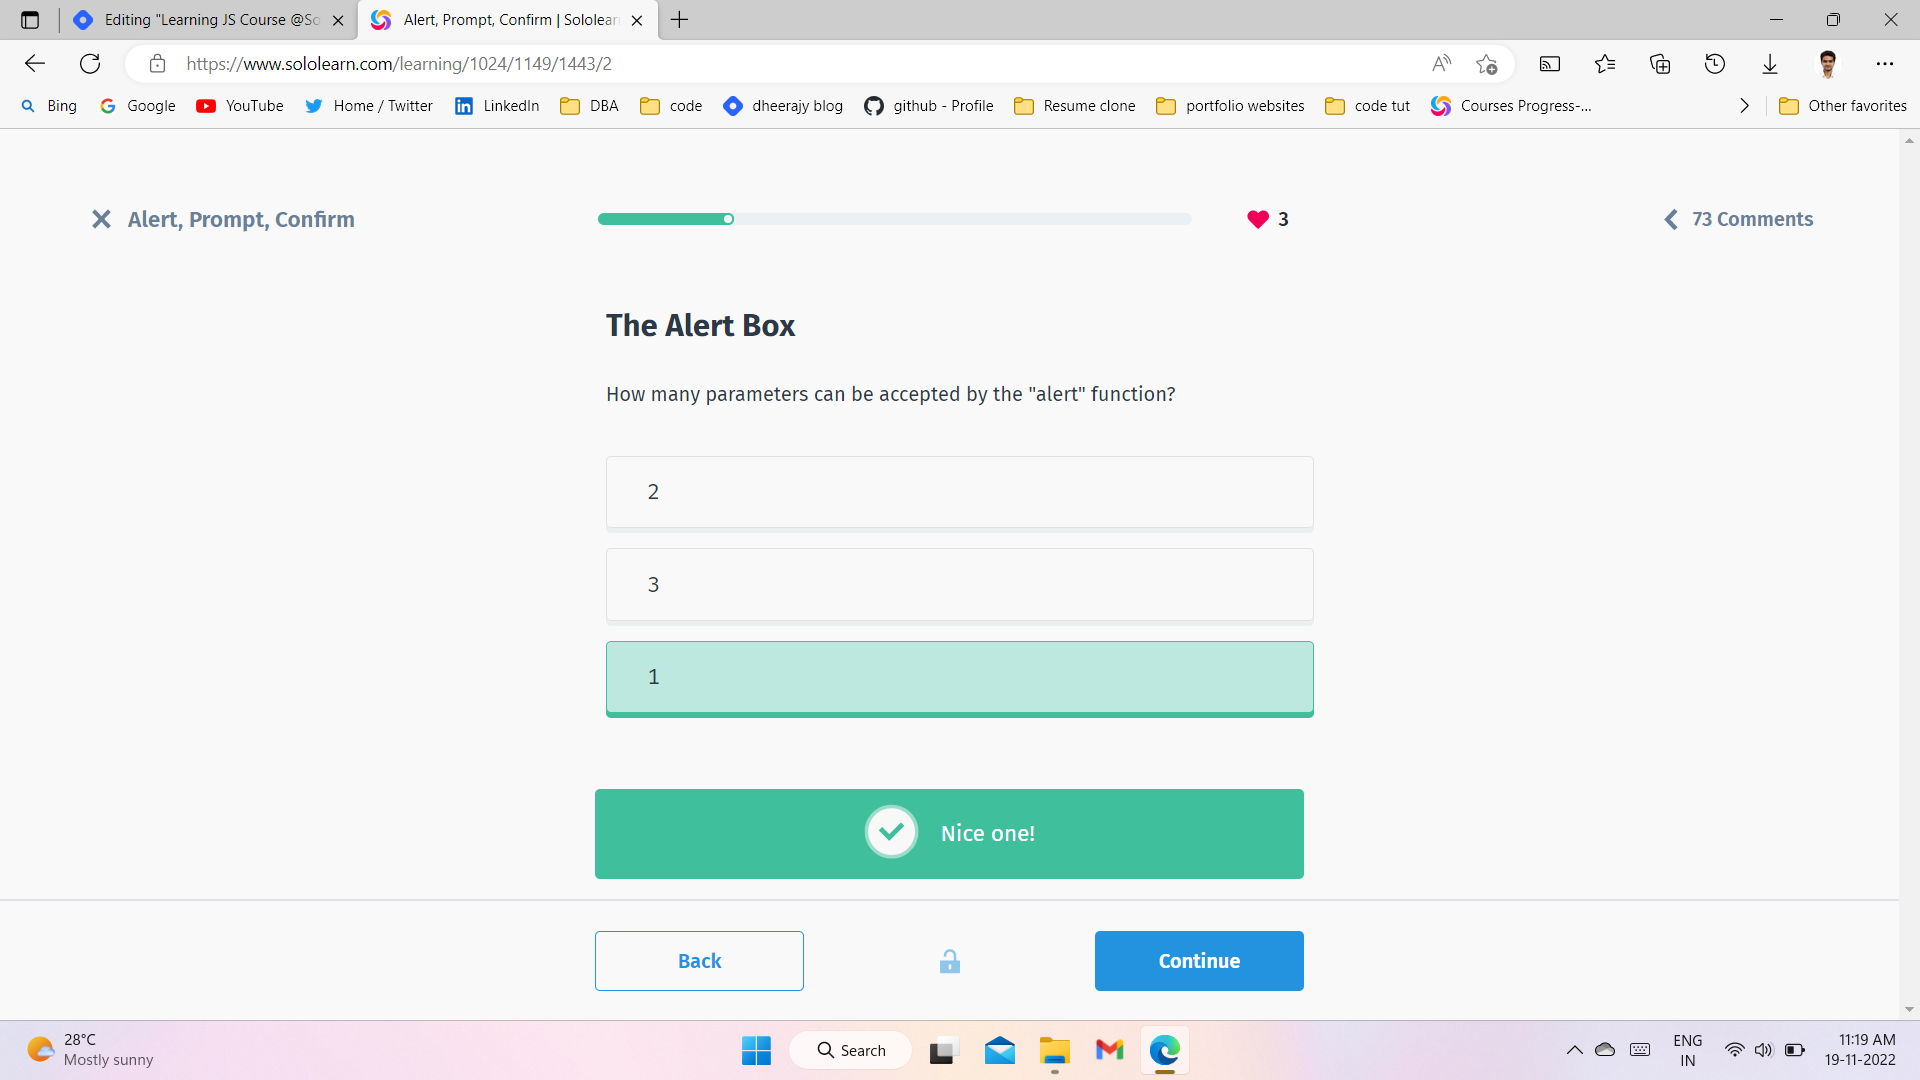 Editing "Learning JS Course @So
Alert, Prompt, Confirm | Sololearn
https://www.sololearn.com/learning/1024/1149/1443/2
Bing Google YouTube Home / Twitter LinkedIn DBA code dheerajy blog github - Profile Resume clone portfolio websites code tut Courses Progress-... Other favorites
Alert, Prompt, Confirm 3 73 Comments
The Alert Box
How many parameters can be accepted by the "alert" function?
2
3
1
Nice one!
Back Continue
28°C
Mostly sunny
Search
ENG
IN
11:19 AM
19-11-2022